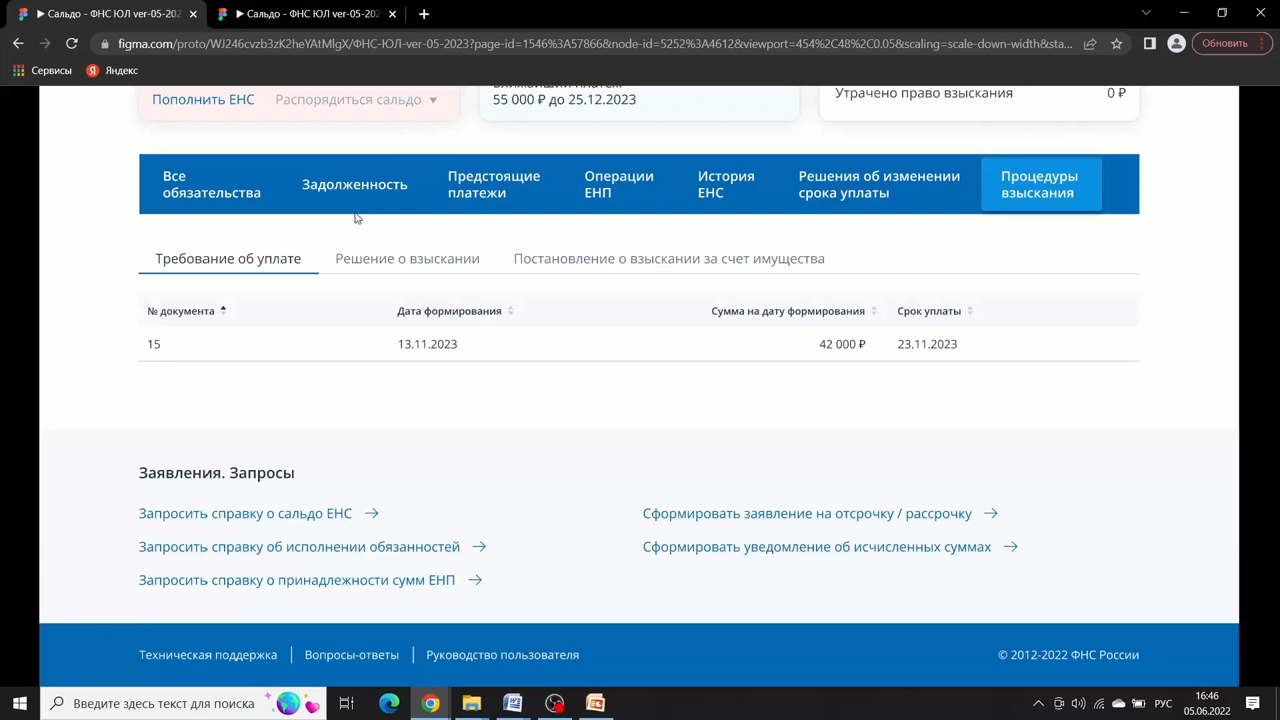 ▶ Сальдо - ФНС ЮЛ ver-05-202
▶ Сальдо - ФНС ЮЛ ver-05-202
figma.com/proto/WJ246cvzb3zK2heYAtMlgX/ФНС-ЮЛ-ver-05-2023?page-id=1546%3A57866&node-id=5252%3A4612&viewport=454%2C48%2C0.05&scaling=scale-down-width&sta...
Обновить
Сервисы
Яндекс
Ближайший платеж
Пополнить ЕНС
Распорядиться сальдо
55 000 ₽ до 25.12.2023
Утрачено право взыскания
0 ₽
Все
обязательства
Задолженность
Предстоящие
платежи
Операции
ЕНП
История
ЕНС
Решения об изменении
срока уплаты
Процедуры
взыскания
Требование об уплате
Решение о взыскании
Постановление о взыскании за счет имущества
№ документа
Дата формирования
Сумма на дату формирования
Срок уплаты
15
13.11.2023
42 000 ₽
23.11.2023
Заявления. Запросы
Запросить справку о сальдо ЕНС →
Сформировать заявление на отсрочку / рассрочку →
Запросить справку об исполнении обязанностей →
Сформировать уведомление об исчисленных суммах →
Запросить справку о принадлежности сумм ЕНП →
Техническая поддержка
Вопросы-ответы
Руководство пользователя
© 2012-2022 ФНС России
Введите здесь текст для поиска
РУС
16:46
05.06.2022